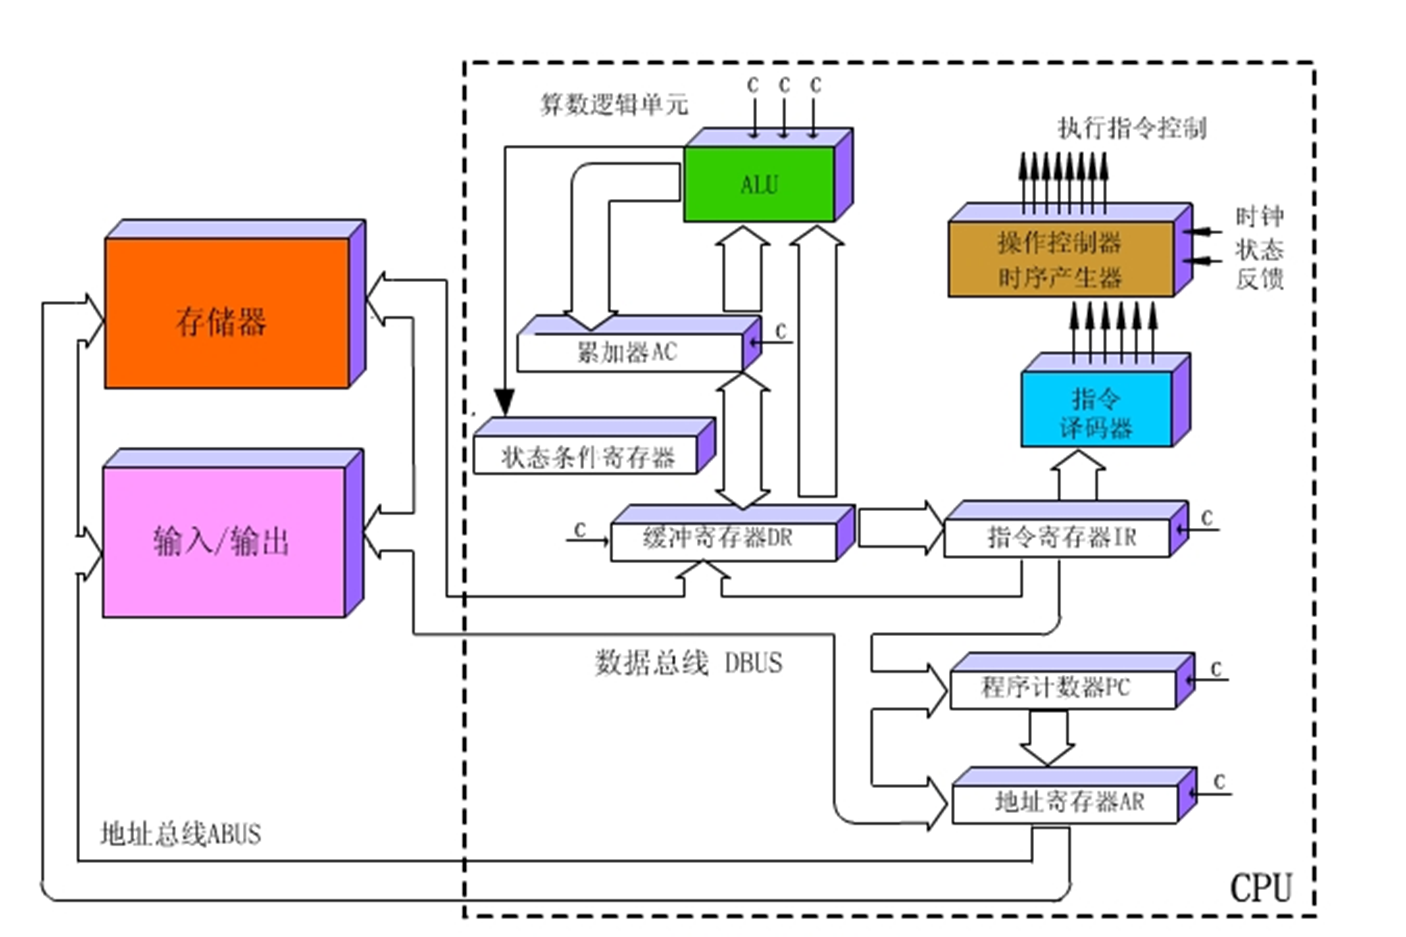 C C C
算数逻辑单元
执行指令控制
ALU
时钟
状态
反馈
操作控制器
时序产生器
存储器
累加器AC
C
指令
译码器
状态条件寄存器
输入/输出
C
缓冲寄存器DR
指令寄存器IR
C
数据总线 DBUS
程序计数器PC
C
地址寄存器AR
C
地址总线ABUS
CPU